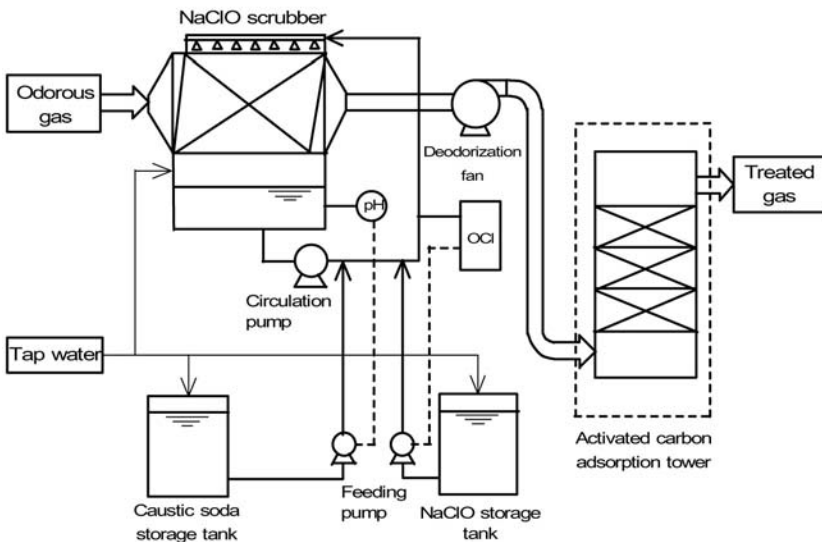 NaClO scrubber
Odorous
gas
Deodorization
fan
Treated
gas
pH
OCl
Circulation
pump
Tap water
Activated carbon
adsorption tower
Caustic soda
storage tank
Feeding
pump
NaClO storage
tank